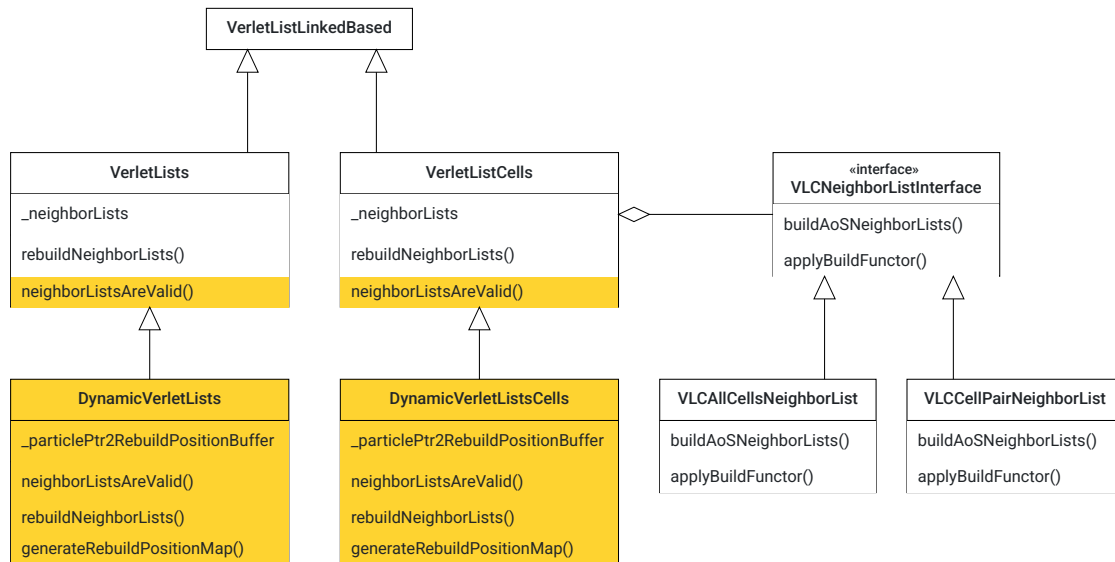 VerletListLinkedBased
VerletLists
_neighborLists
rebuildNeighborLists()
neighborListsAreValid()
VerletListCells
_neighborLists
rebuildNeighborLists()
neighborListsAreValid()
«interface»
VLCNeighborListInterface
buildAoSNeighborLists()
applyBuildFunctor()
DynamicVerletLists
_particlePtr2RebuildPositionBuffer
neighborListsAreValid()
rebuildNeighborLists()
generateRebuildPositionMap()
DynamicVerletListsCells
_particlePtr2RebuildPositionBuffer
neighborListsAreValid()
rebuildNeighborLists()
generateRebuildPositionMap()
VLCAllCellsNeighborList
buildAoSNeighborLists()
applyBuildFunctor()
VLCCellPairNeighborList
buildAoSNeighborLists()
applyBuildFunctor()